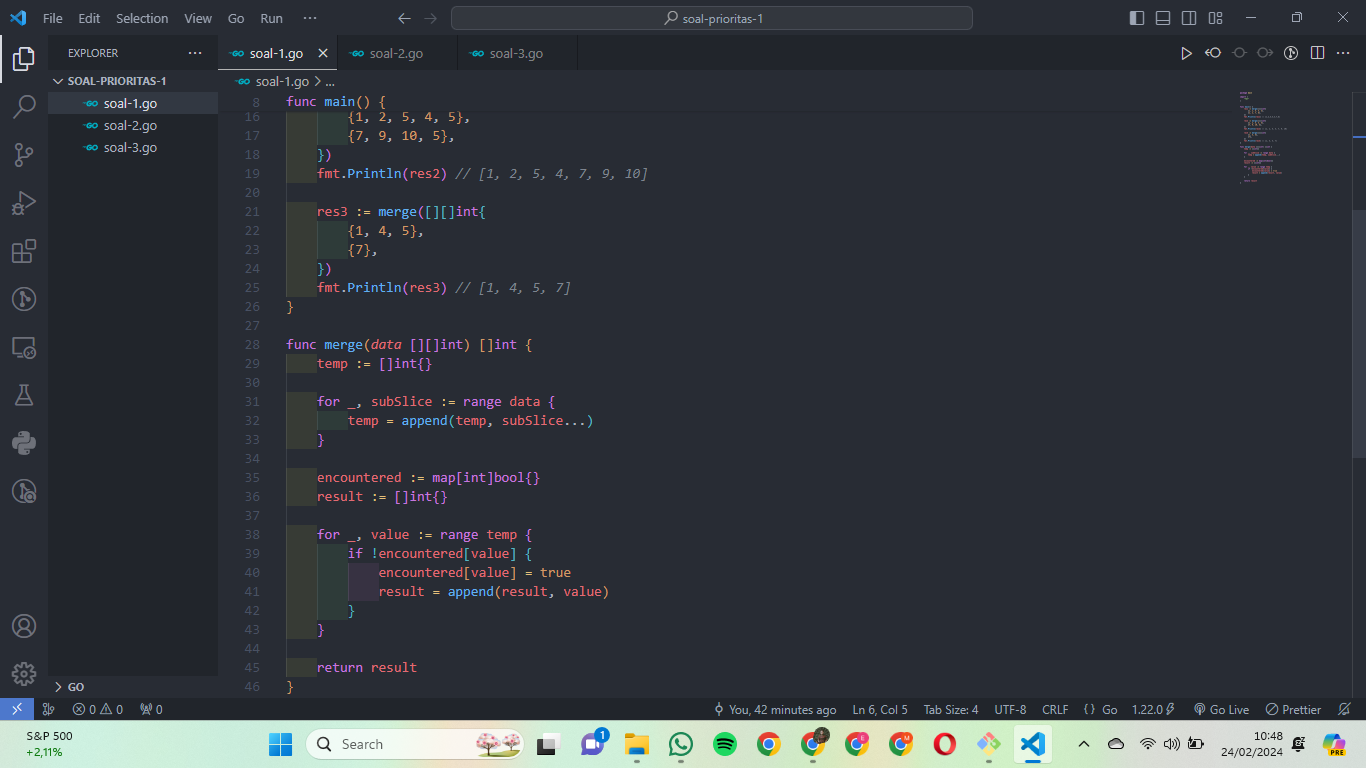 File Edit Selection View Go Run ···
soal-prioritas-1
EXPLORER ···
SOAL-PRIORITAS-1
soal-1.go
soal-2.go
soal-3.go
GO
soal-1.go soal-2.go soal-3.go
soal-1.go > ...
8 func main() {
16 {1, 2, 5, 4, 5},
17 {7, 9, 10, 5},
18 })
19 fmt.Println(res2) // [1, 2, 5, 4, 7, 9, 10]
20
21 res3 := merge([][]int{
22 {1, 4, 5},
23 {7},
24 })
25 fmt.Println(res3) // [1, 4, 5, 7]
26 }
27
28 func merge(data [][]int) []int {
29 temp := []int{}
30
31 for _, subSlice := range data {
32 temp = append(temp, subSlice...)
33 }
34
35 encountered := map[int]bool{}
36 result := []int{}
37
38 for _, value := range temp {
39 if !encountered[value] {
40 encountered[value] = true
41 result = append(result, value)
42 }
43 }
44
45 return result
46 }
0 0 0 You, 42 minutes ago Ln 6, Col 5 Tab Size: 4 UTF-8 CRLF {} Go 1.22.0 Go Live Prettier
S&P 500
+2,11%
Search
1
10:48
24/02/2024
PRE